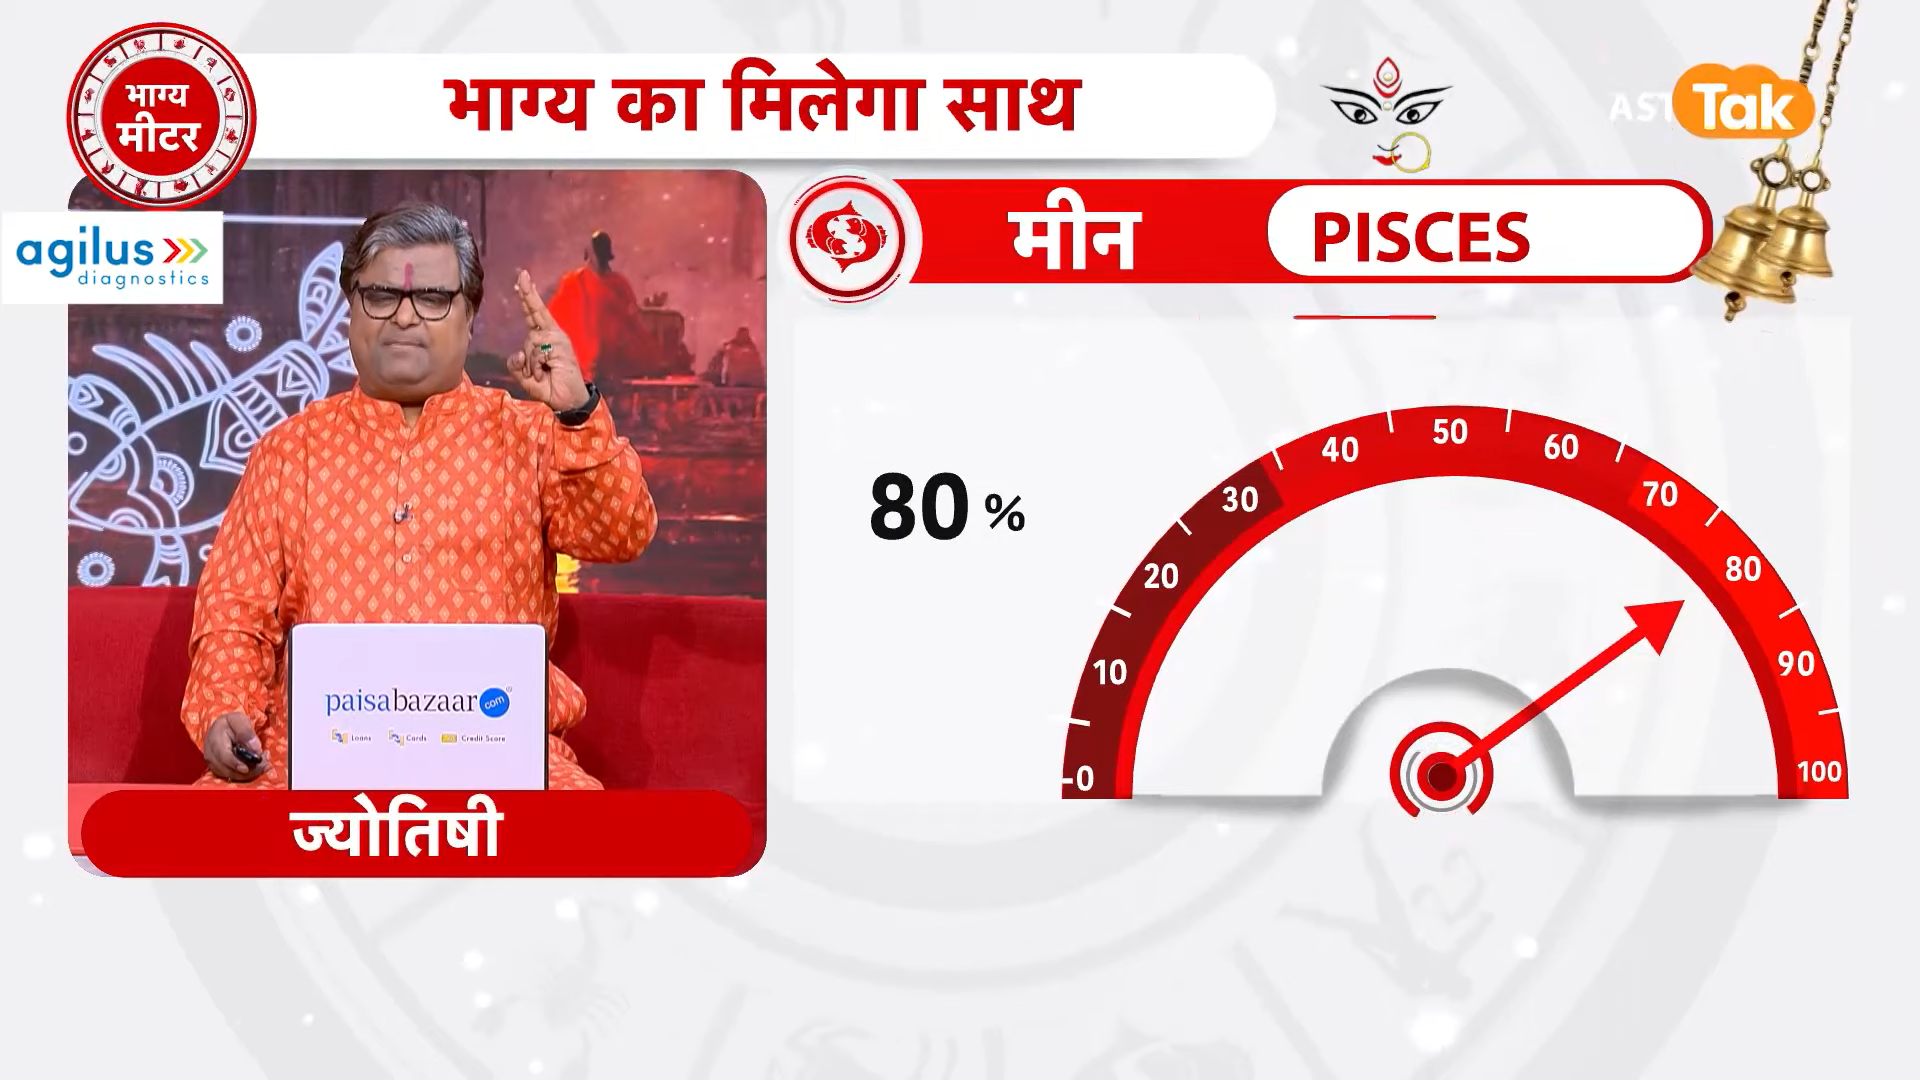 भाग्य
मीटर
भाग्य का मिलेगा साथ
AST Tak
agilus
diagnostics
मीन
PISCES
80 %
0
10
20
30
40
50
60
70
80
90
100
paisabazaar.com
Loans Cards Credit Score
ज्योतिषी